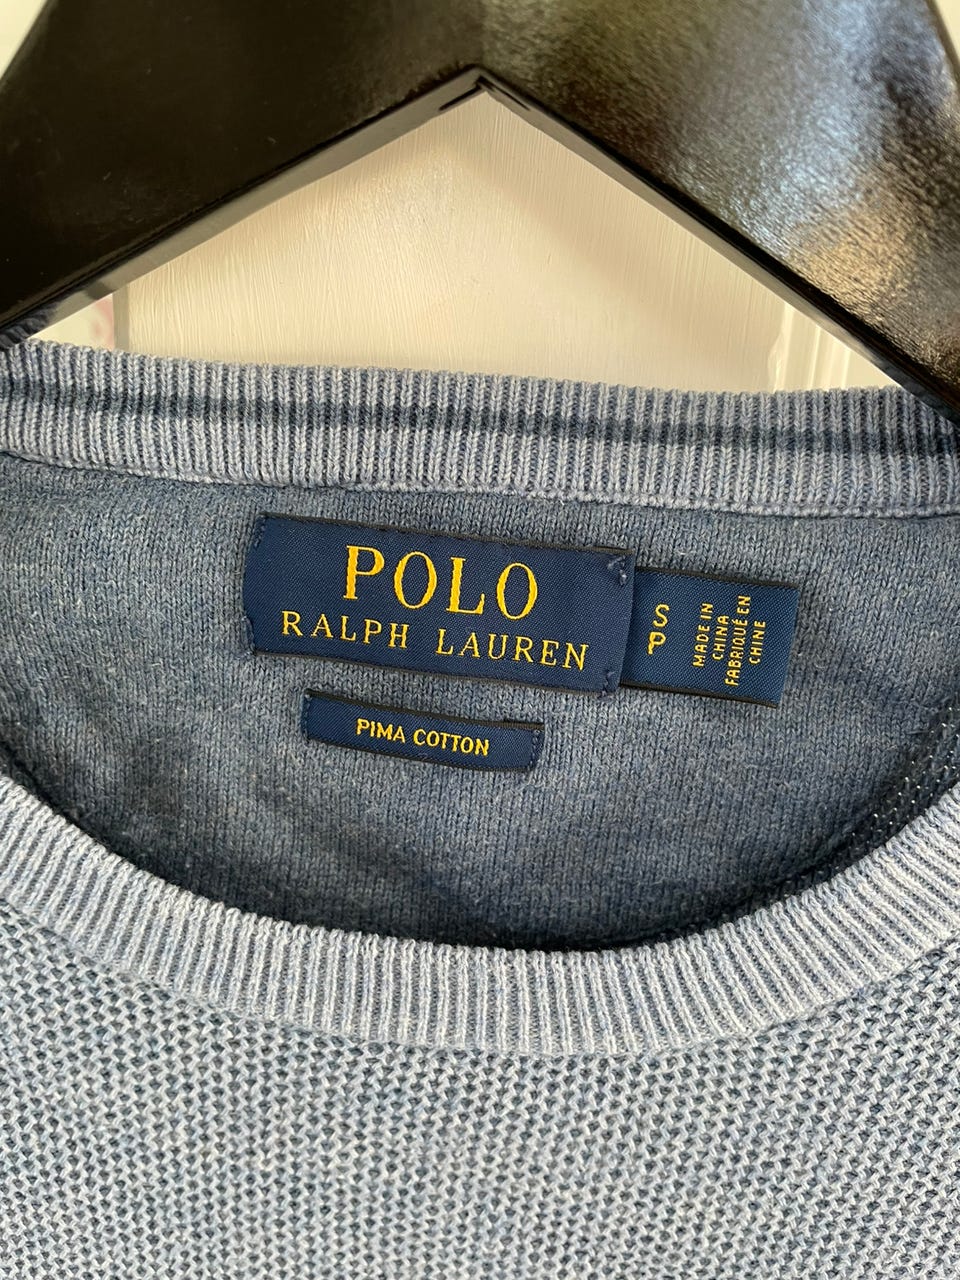 POLO
RALPH LAUREN
S
P
MADE IN
CHINA
FABRIQUÉ EN
CHINE
PIMA COTTON